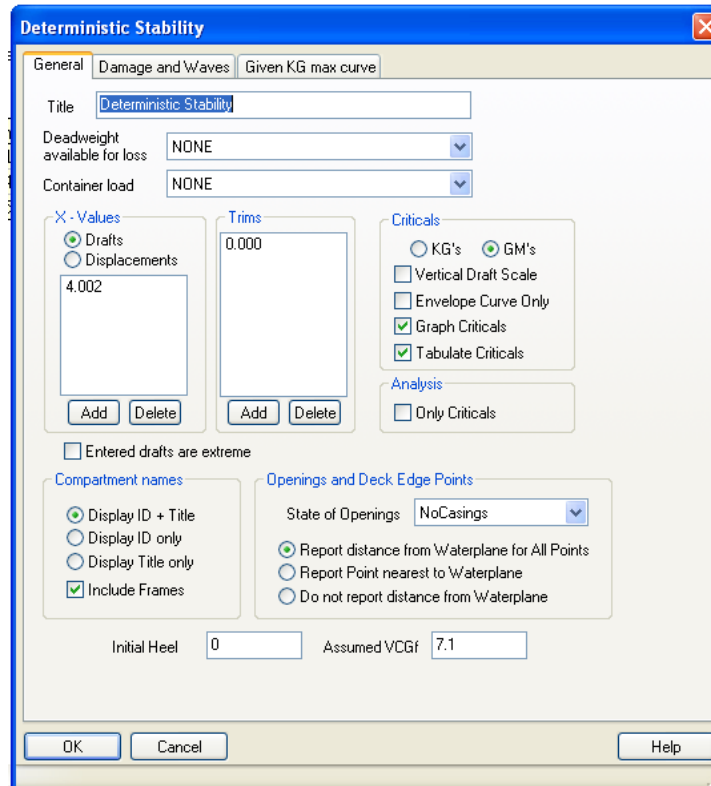 Deterministic Stability
General Damage and Waves Given KG max curve
Title Deterministic Stability
Deadweight
available for loss NONE
Container load NONE
X - Values
Drafts
Displacements
4.002
Add Delete
Trims
0.000
Add Delete
Criticals
KG's GM's
Vertical Draft Scale
Envelope Curve Only
Graph Criticals
Tabulate Criticals
Analysis
Only Criticals
Entered drafts are extreme
Compartment names
Display ID + Title
Display ID only
Display Title only
Include Frames
Openings and Deck Edge Points
State of Openings NoCasings
Report distance from Waterplane for All Points
Report Point nearest to Waterplane
Do not report distance from Waterplane
Initial Heel 0 Assumed VCGf 7.1
OK Cancel Help